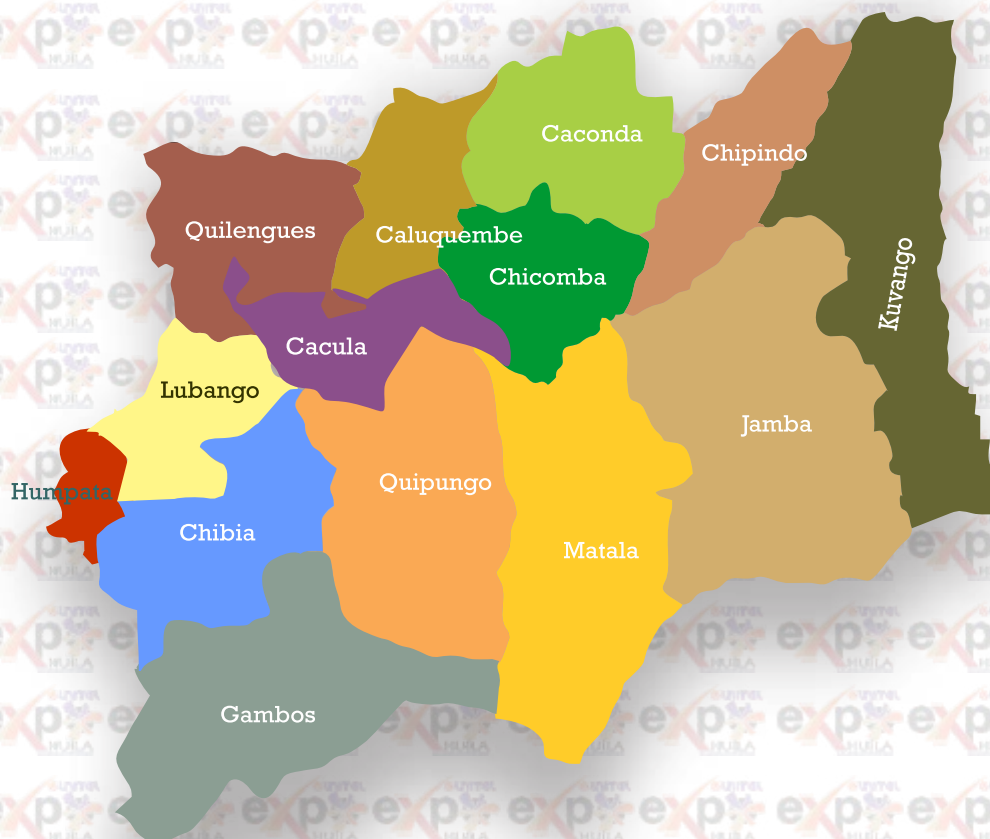 Caconda
Chipindo
Quilengues
Caluquembe
Kuvango
Chicomba
Cacula
Lubango
Jamba
Quipungo
Humpata
Chibia
Matala
Gambos